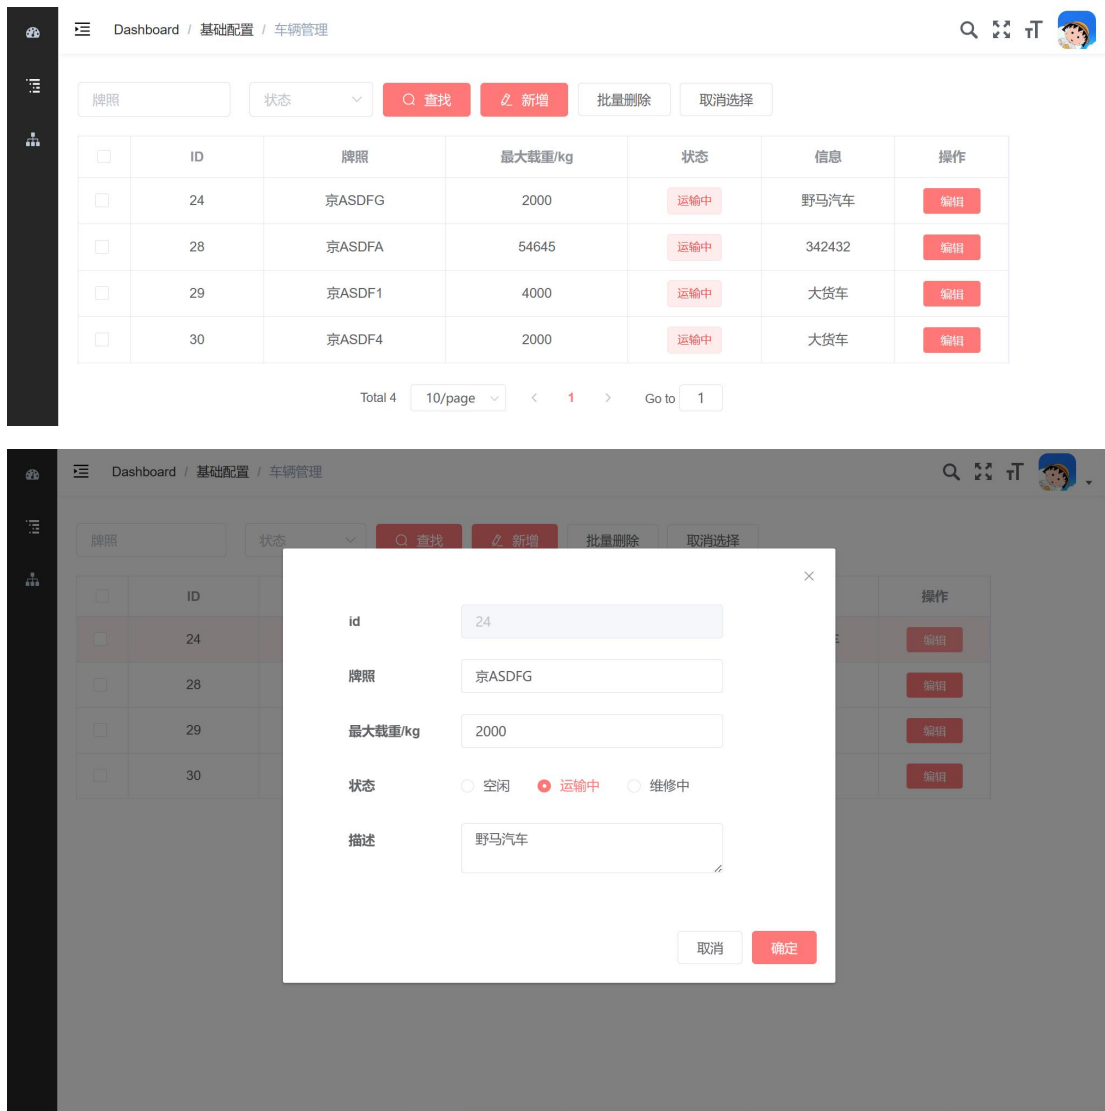 Dashboard / 基础配置 / 车辆管理
牌照 状态 查找 新增 批量删除 取消选择
ID 牌照 最大载重/kg 状态 信息 操作
24 京ASDFG 2000 运输中 野马汽车 编辑
28 京ASDFA 54645 运输中 342432 编辑
29 京ASDF1 4000 运输中 大货车 编辑
30 京ASDF4 2000 运输中 大货车 编辑
Total 4 10/page < 1 > Go to 1
Dashboard / 基础配置 / 车辆管理
牌照 状态 查找 新增 批量删除 取消选择
ID 操作
24 编辑
28 编辑
29 编辑
30 编辑
id 24
牌照 京ASDFG
最大载重/kg 2000
状态 空闲 运输中 维修中
描述 野马汽车
取消 确定